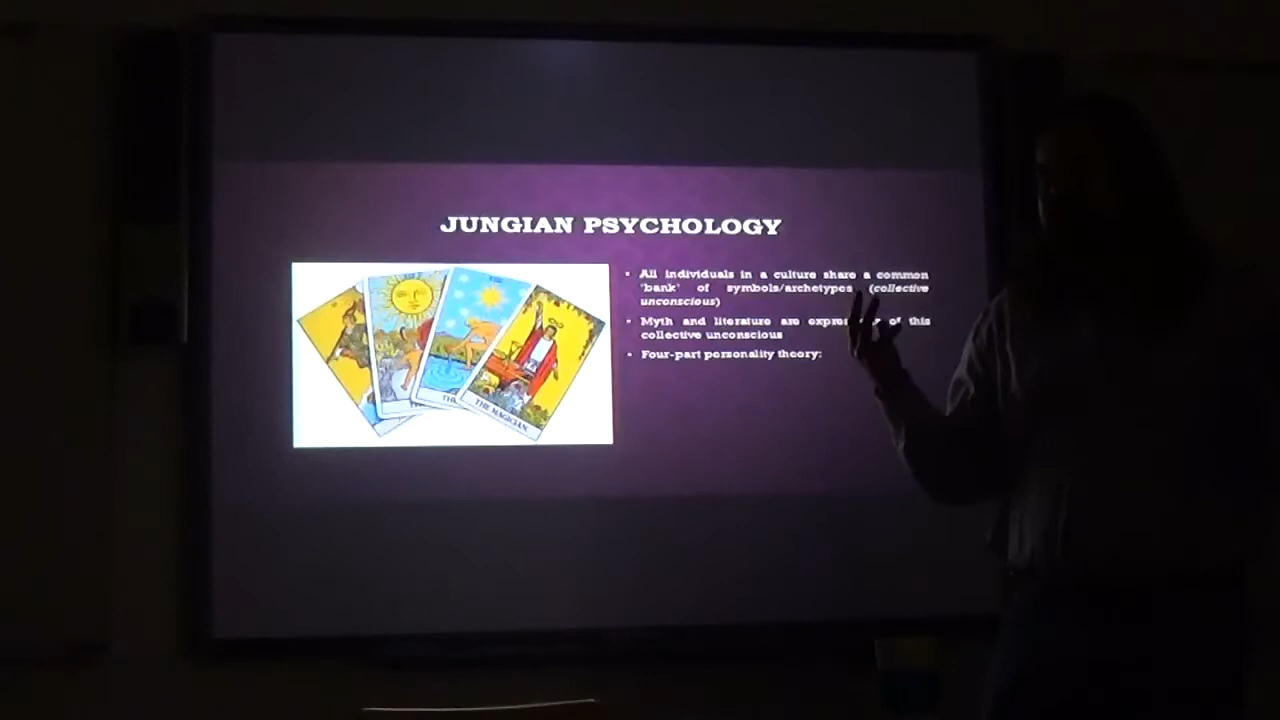 JUNGIAN PSYCHOLOGY
• All individuals in a culture share a common
'bank' of symbols/archetypes (collective
unconscious)
• Myth and literature are of this
collective unconscious
• Four-part personality theory:
THE MAGICIAN.